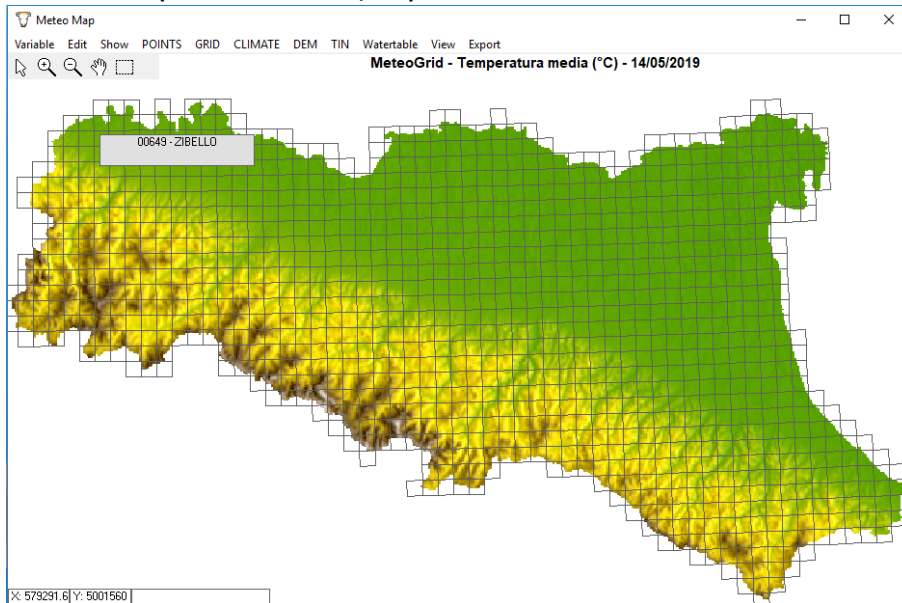 Meteo Map
Variable Edit Show POINTS GRID CLIMATE DEM TIN Watertable View Export
MeteoGrid - Temperatura media (°C) - 14/05/2019
00649 - ZIBELLO
X: 579291.6 Y: 5001560